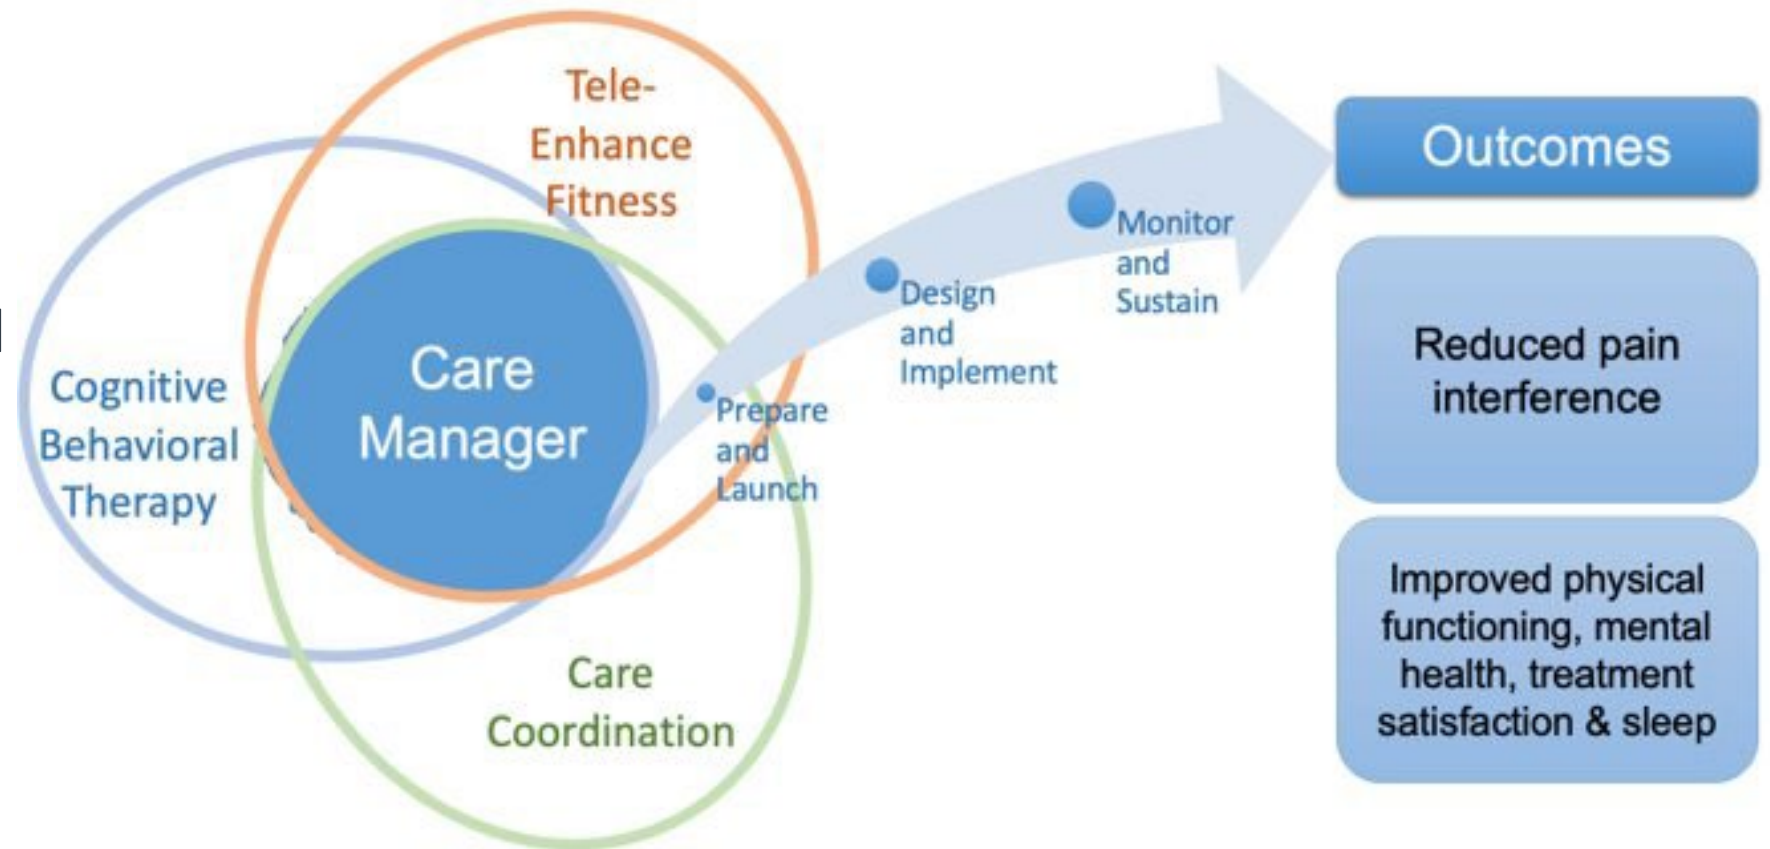 Tele-
Enhance
Fitness
Cognitive
Behavioral
Therapy
Care
Manager
Care
Coordination
Prepare
and
Launch
Design
and
Implement
Monitor
and
Sustain
Outcomes
Reduced pain
interference
Improved physical
functioning, mental
health, treatment
satisfaction & sleep